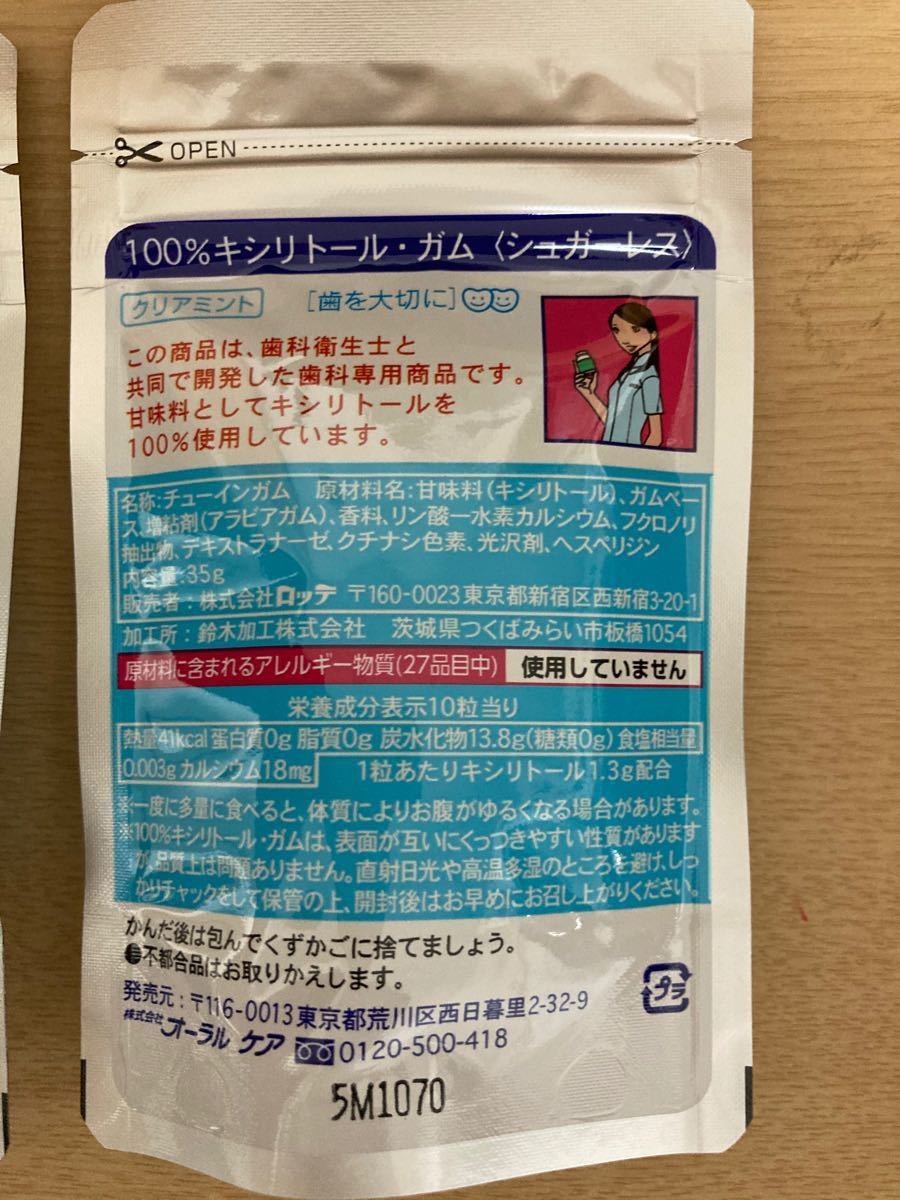 OPEN
100%キシリトール・ガム〈シュガーレス〉
クリアミント [歯を大切に]
この商品は、歯科衛生士と
共同で開発した歯科専用商品です。
甘味料としてキシリトールを
100%使用しています。
名称:チューインガム 原材料名:甘味料(キシリトール)、ガムベー
ス、増粘剤(アラビアガム)、香料、リン酸一水素カルシウム、フクロノリ
抽出物、デキストラナーゼ、クチナシ色素、光沢剤、ヘスペリジン
内容量:35g
販売者:株式会社ロッテ 〒160-0023東京都新宿区西新宿3-20-1
加工所:鈴木加工株式会社 茨城県つくばみらい市板橋1054
原材料に含まれるアレルギー物質(27品目中) 使用していません
栄養成分表示10粒当り
熱量41kcal 蛋白質0g 脂質0g 炭水化物13.8g(糖類0g)食塩相当量
0.003g カルシウム18mg 1粒あたりキシリトール1.3g配合
※一度に多量に食べると、体質によりお腹がゆるくなる場合があります。
※100%キシリトール・ガムは、表面が互いにくっつきやすい性質があります
が、品質上は問題ありません。直射日光や高温多湿のところを避け、しっ
かりチャックをして保管の上、開封後はお早めにお召し上がりください。
かんだ後は包んでくずかごに捨てましょう。
●不都合品はお取りかえします。
プラ
発売元:〒116-0013東京都荒川区西日暮里2-32-9
株式会社オーラルケア 0120-500-418
5M1070